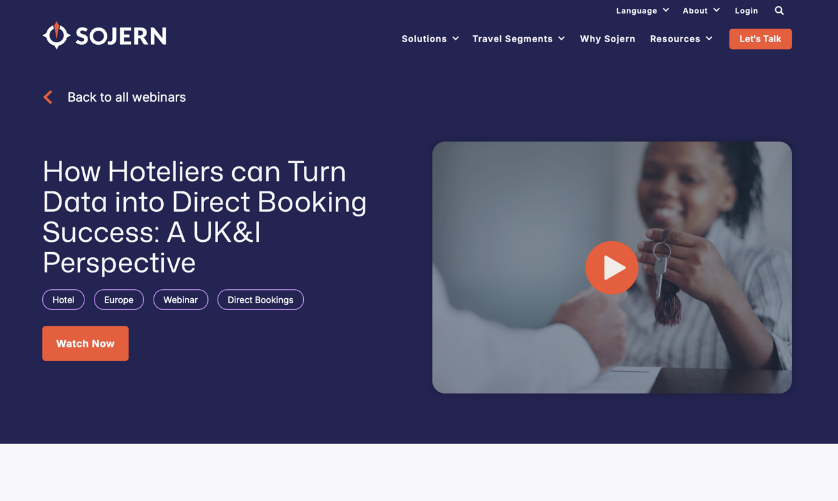 Language About Login
SOJERN
Solutions Travel Segments Why Sojern Resources Let's Talk
Back to all webinars
How Hoteliers can Turn
Data into Direct Booking
Success: A UK&I
Perspective
Hotel Europe Webinar Direct Bookings
Watch Now